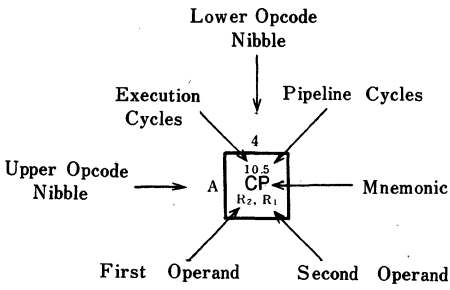 Lower Opcode
Nibble
Execution
Cycles
Pipeline Cycles
4
Upper Opcode
Nibble
A
10.5
CP
R₂, R₁
Mnemonic
First Operand
Second Operand